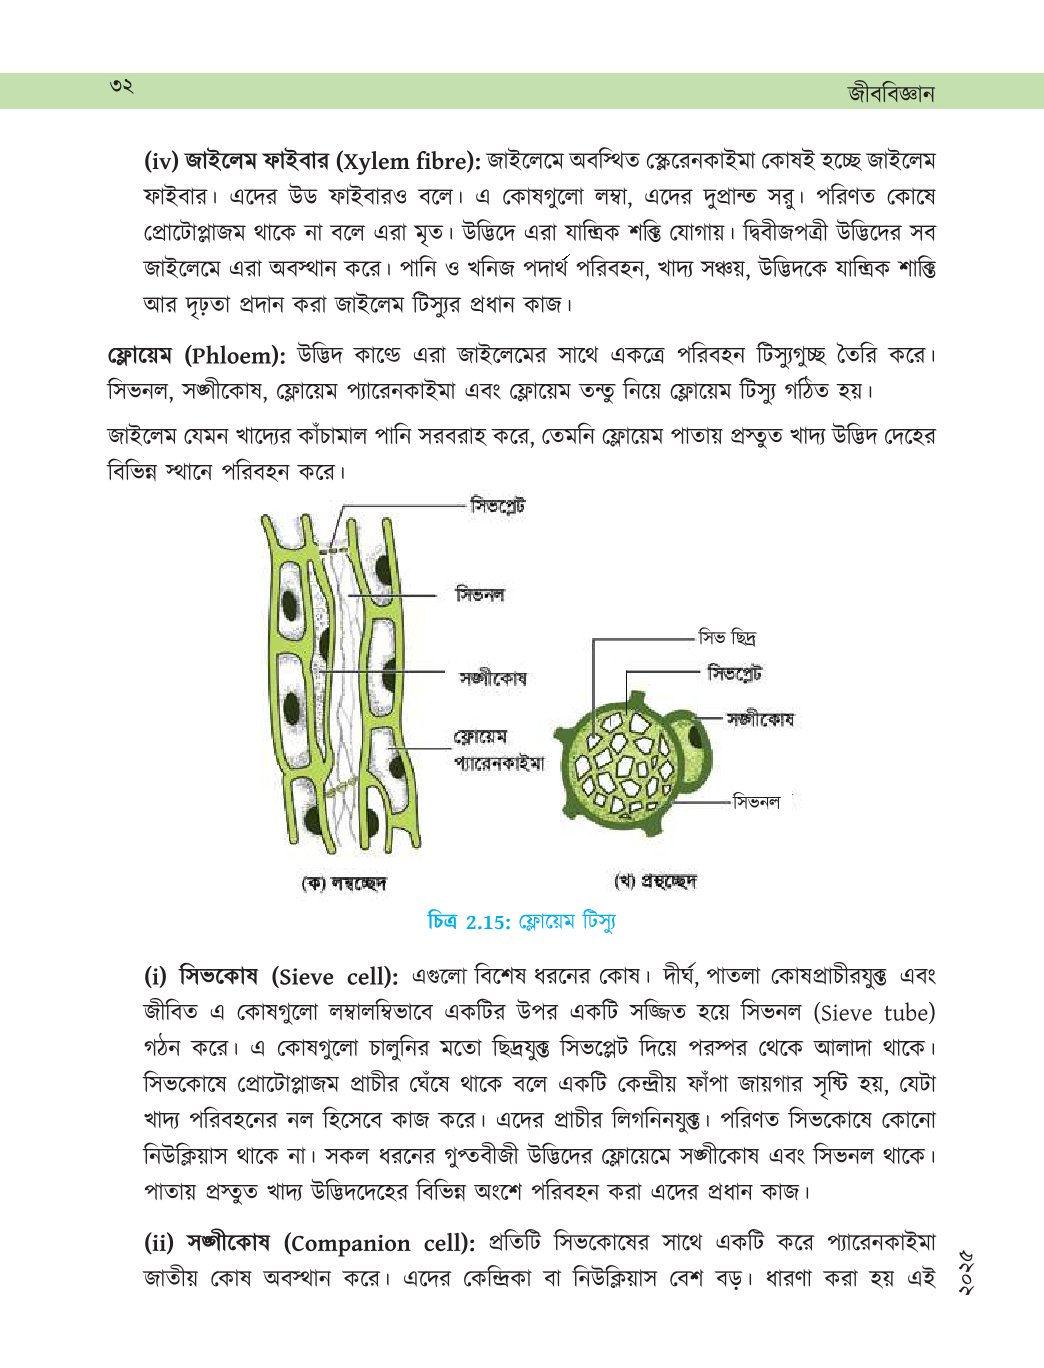 ৩২
জীববিজ্ঞান
(iv) জাইলেম ফাইবার (Xylem fibre): জাইলেমে অবস্থিত স্ক্লেরেনকাইমা কোষই হচ্ছে জাইলেম
ফাইবার। এদের উড ফাইবারও বলে। এ কোষগুলো লম্বা, এদের দুপ্রান্ত সরু। পরিণত কোষে
প্রোটোপ্লাজম থাকে না বলে এরা মৃত। উদ্ভিদে এরা যান্ত্রিক শক্তি যোগায়। দ্বিবীজপত্রী উদ্ভিদের সব
জাইলেমে এরা অবস্থান করে। পানি ও খনিজ পদার্থ পরিবহন, খাদ্য সঞ্চয়, উদ্ভিদকে যান্ত্রিক শাক্তি
আর দৃঢ়তা প্রদান করা জাইলেম টিস্যুর প্রধান কাজ।
ফ্লোয়েম (Phloem): উদ্ভিদ কাণ্ডে এরা জাইলেমের সাথে একত্রে পরিবহন টিস্যুগুচ্ছ তৈরি করে।
সিভনল, সঙ্গীকোষ, ফ্লোয়েম প্যারেনকাইমা এবং ফ্লোয়েম তন্তু নিয়ে ফ্লোয়েম টিস্যু গঠিত হয়।
জাইলেম যেমন খাদ্যের কাঁচামাল পানি সরবরাহ করে, তেমনি ফ্লোয়েম পাতায় প্রস্তুত খাদ্য উদ্ভিদ দেহের
বিভিন্ন স্থানে পরিবহন করে।
সিভপ্লেট
সিভনল
সঙ্গীকোষ
ফ্লোয়েম
প্যারেনকাইমা
সিভ ছিদ্র
সিভপ্লেট
সঙ্গীকোষ
সিভনল
(ক) লম্বচ্ছেদ
(খ) প্রস্থচ্ছেদ
চিত্র 2.15: ফ্লোয়েম টিস্যু
(i) সিভকোষ (Sieve cell): এগুলো বিশেষ ধরনের কোষ। দীর্ঘ, পাতলা কোষপ্রাচীরযুক্ত এবং
জীবিত এ কোষগুলো লম্বালম্বিভাবে একটির উপর একটি সজ্জিত হয়ে সিভনল (Sieve tube)
গঠন করে। এ কোষগুলো চালুনির মতো ছিদ্রযুক্ত সিভপ্লেট দিয়ে পরস্পর থেকে আলাদা থাকে।
সিভকোষে প্রোটোপ্লাজম প্রাচীর ঘেঁষে থাকে বলে একটি কেন্দ্রীয় ফাঁপা জায়গার সৃষ্টি হয়, যেটা
খাদ্য পরিবহনের নল হিসেবে কাজ করে। এদের প্রাচীর লিগনিনযুক্ত। পরিণত সিভকোষে কোনো
নিউক্লিয়াস থাকে না। সকল ধরনের গুপ্তবীজী উদ্ভিদের ফ্লোয়েমে সঙ্গীকোষ এবং সিভনল থাকে।
পাতায় প্রস্তুত খাদ্য উদ্ভিদদেহের বিভিন্ন অংশে পরিবহন করা এদের প্রধান কাজ।
(ii) সঙ্গীকোষ (Companion cell): প্রতিটি সিভকোষের সাথে একটি করে প্যারেনকাইমা
জাতীয় কোষ অবস্থান করে। এদের কেন্দ্রিকা বা নিউক্লিয়াস বেশ বড়। ধারণা করা হয় এই
২০২৫